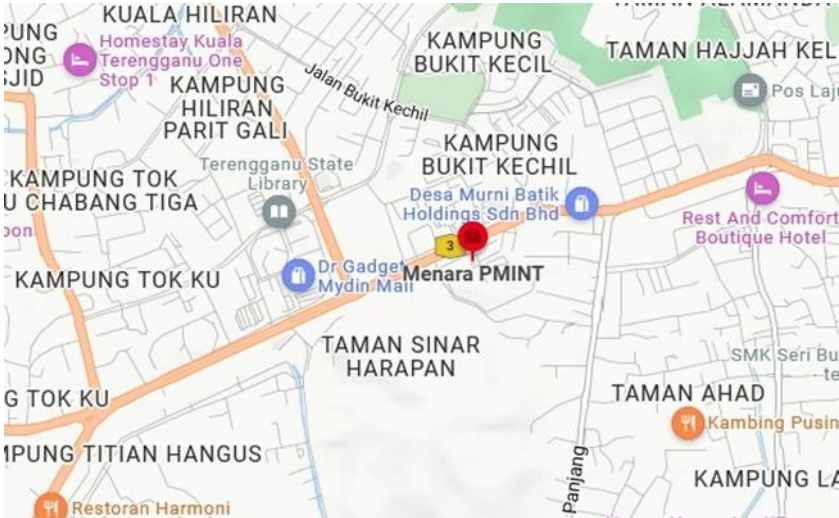 KUALA HILIRAN
PUNG
ONG
SJID
Homestay Kuala
Terengganu One
Stop 1
KAMPUNG
HILIRAN
PARIT GALI
Jalan Bukit Kechil
KAMPUNG
BUKIT KECIL
TAMAN HAJJAH KEL
Pos Laju
KAMPUNG
BUKIT KECHIL
Terengganu State
Library
KAMPUNG TOK
U CHABANG TIGA
Desa Murni Batik
Holdings Sdn Bhd
Rest And Comfort
Boutique Hotel
3
Menara PMINT
Dr Gadget
Mydin Mall
KAMPUNG TOK KU
TAMAN SINAR
HARAPAN
SMK Seri Bu
te
TAMAN AHAD
Kambing Pusin
G TOK KU
MPUNG TITIAN HANGUS
Panjang
KAMPUNG LA
Restoran Harmoni